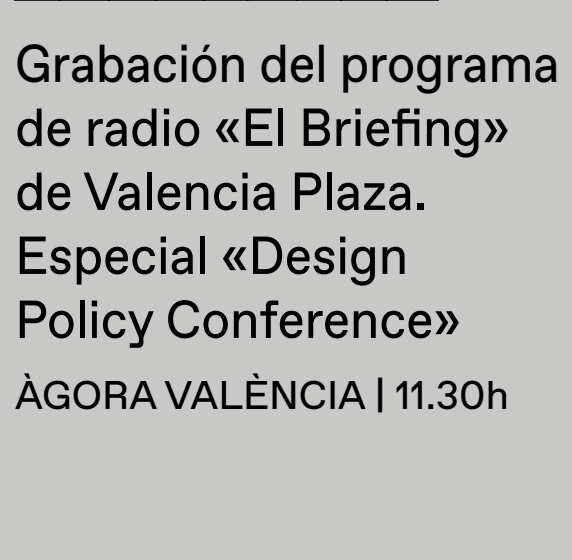 Grabación del programa
de radio «El Briefing»
de Valencia Plaza.
Especial «Design
Policy Conference»
ÀGORA VALÈNCIA | 11.30h